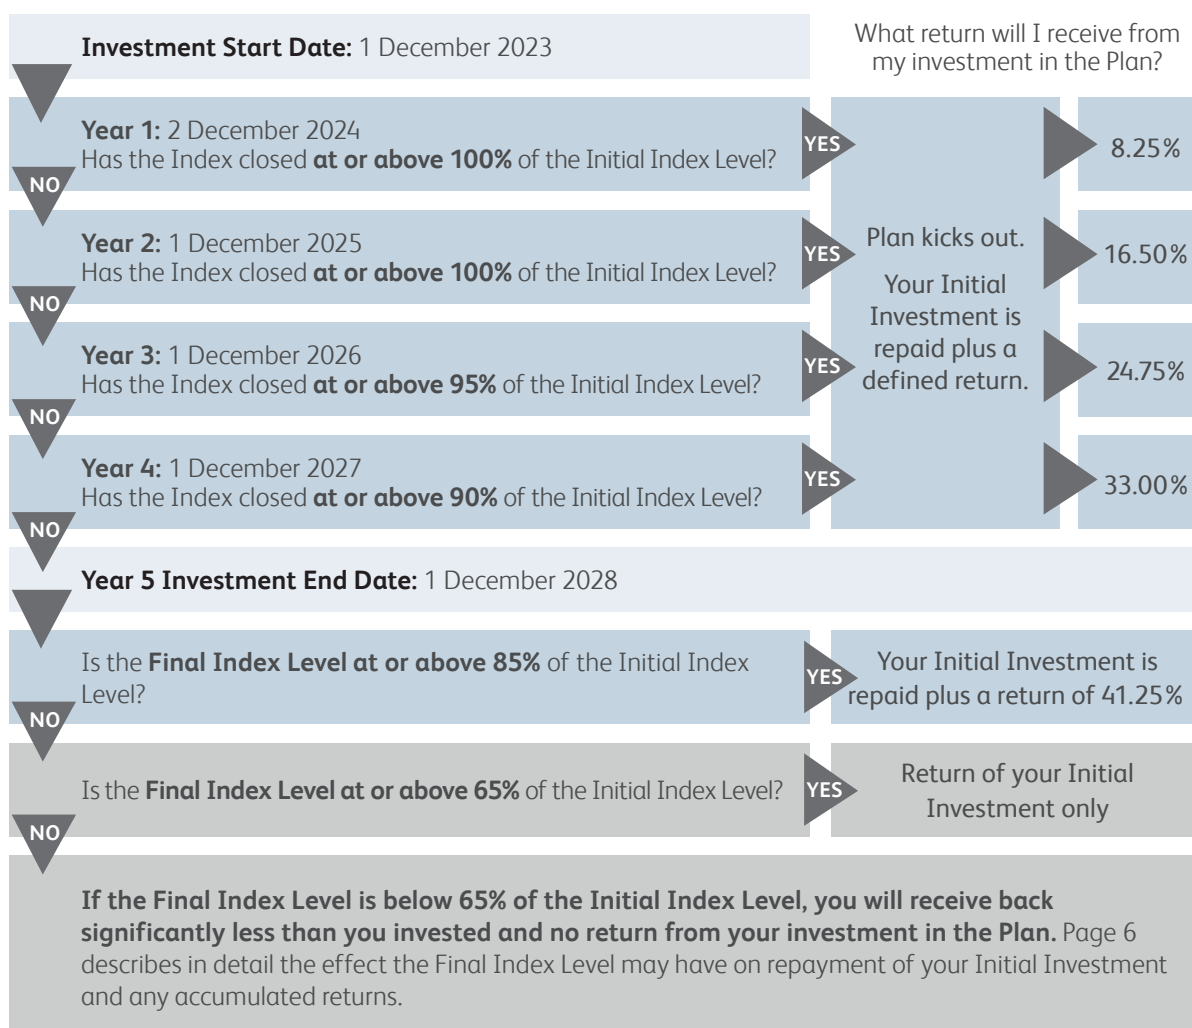 Investment Start Date: 1 December 2023
What return will I receive from
my investment in the Plan?
Year 1: 2 December 2024
Has the Index closed at or above 100% of the Initial Index Level?
YES
8.25%
NO
Year 2: 1 December 2025
Has the Index closed at or above 100% of the Initial Index Level?
YES
Plan kicks out.
Your Initial
Investment is
repaid plus a
defined return.
16.50%
NO
Year 3: 1 December 2026
Has the Index closed at or above 95% of the Initial Index Level?
YES
24.75%
NO
Year 4: 1 December 2027
Has the Index closed at or above 90% of the Initial Index Level?
YES
33.00%
NO
Year 5 Investment End Date: 1 December 2028
Is the Final Index Level at or above 85% of the Initial Index
Level?
YES
Your Initial Investment is
repaid plus a return of 41.25%
NO
Is the Final Index Level at or above 65% of the Initial Index Level?
YES
Return of your Initial
Investment only
NO
If the Final Index Level is below 65% of the Initial Index Level, you will receive back
significantly less than you invested and no return from your investment in the Plan. Page 6
describes in detail the effect the Final Index Level may have on repayment of your Initial Investment
and any accumulated returns.